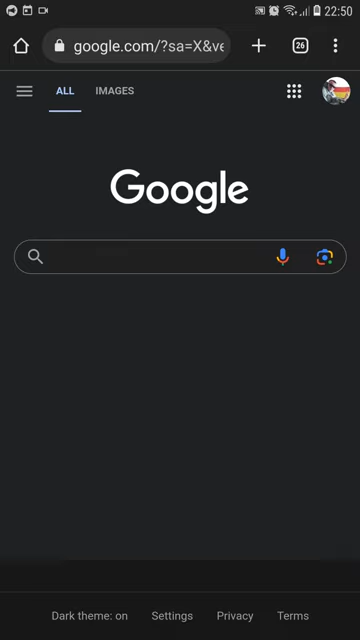 22:50
google.com/?sa=X&ve
26
ALL IMAGES
Google
Dark theme: on Settings Privacy Terms